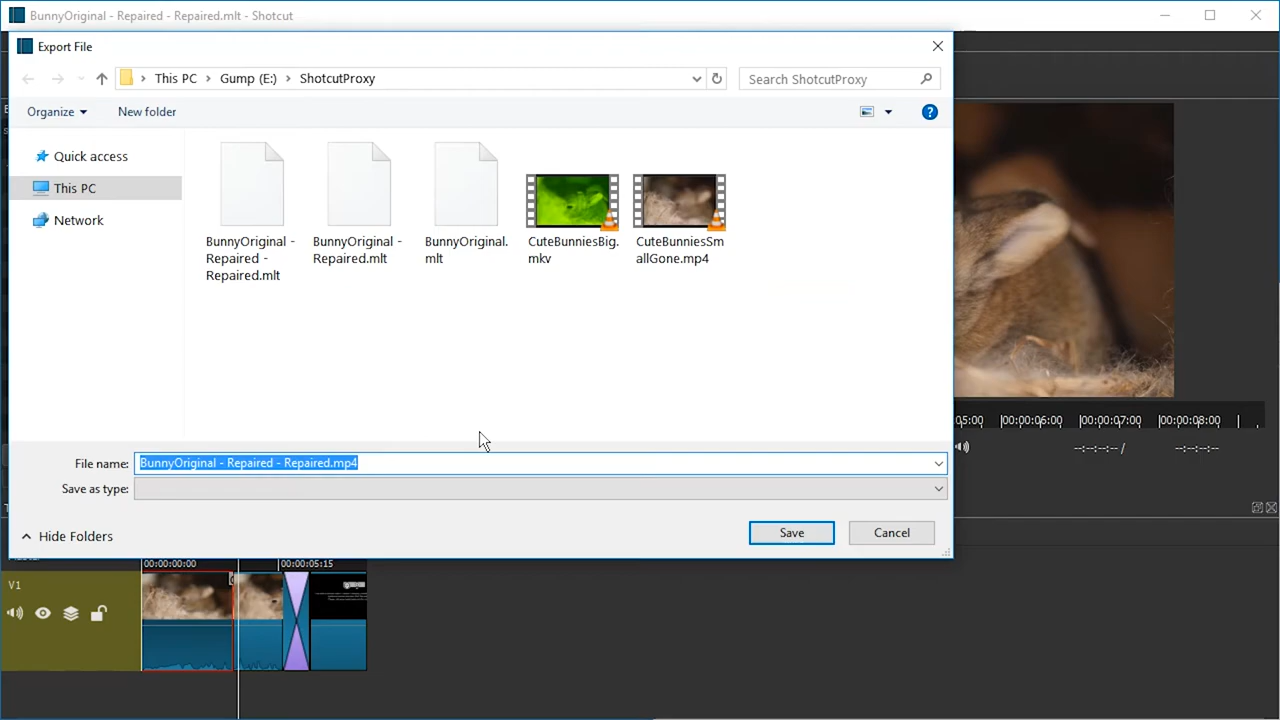 BunnyOriginal - Repaired - Repaired.mlt - Shotcut
Export File
This PC
Gump (E:)
ShotcutProxy
Search ShotcutProxy
Organize
New folder
Quick access
This PC
Network
BunnyOriginal -
Repaired -
Repaired.mlt
BunnyOriginal -
Repaired.mlt
BunnyOriginal.
mlt
CuteBunniesBig.
mkv
CuteBunniesSm
allGone.mp4
05:00 |00:00:06:00 |00:00:07:00 |00:00:08:00
--:--:--:-- /
--:--:--:--
File name: BunnyOriginal - Repaired - Repaired.mp4
Save as type:
Hide Folders
Save
Cancel
00:00:00:00
00:00:05:15
V1